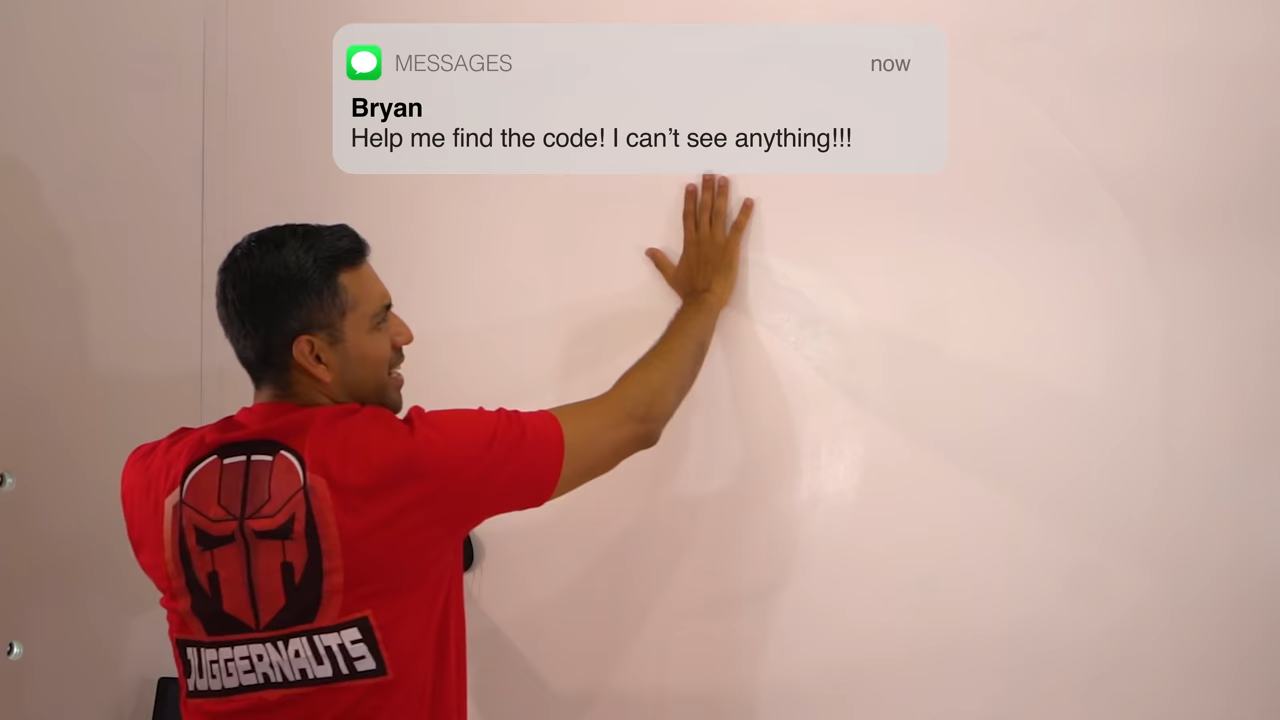 MESSAGES now
Bryan
Help me find the code! I can't see anything!!!
JUGGERNAUTS